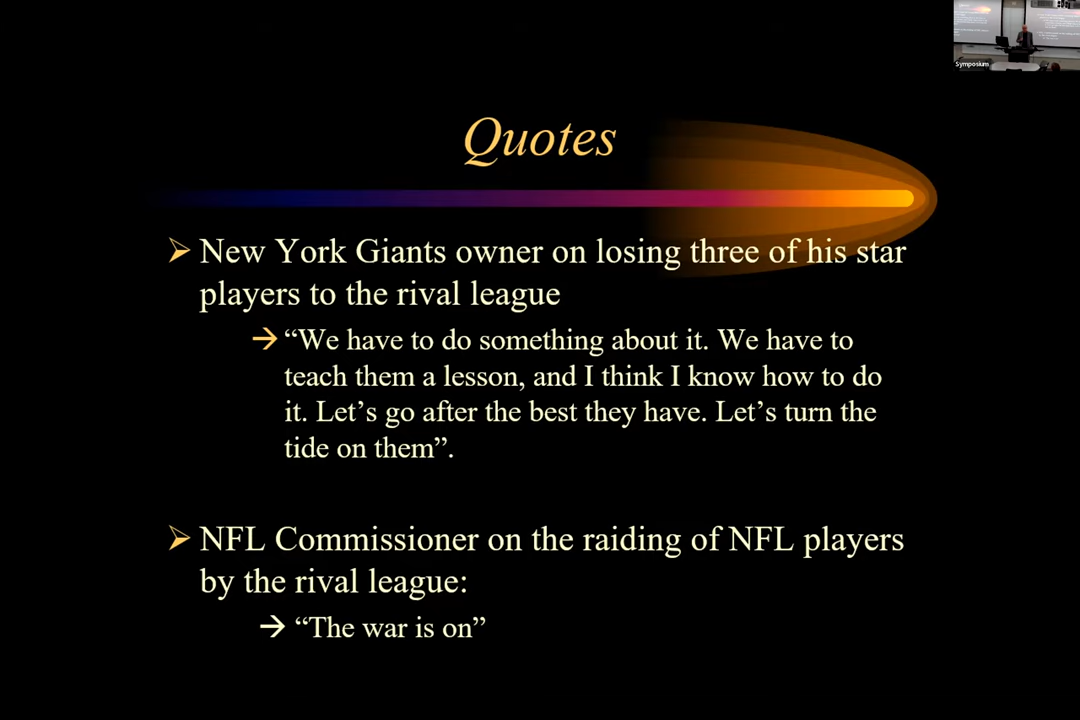 Quotes
New York Giants owner on losing three of his star
players to the rival league
“We have to do something about it. We have to
teach them a lesson, and I think I know how to do
it. Let’s go after the best they have. Let’s turn the
tide on them”.
NFL Commissioner on the raiding of NFL players
by the rival league:
“The war is on”
Symposium